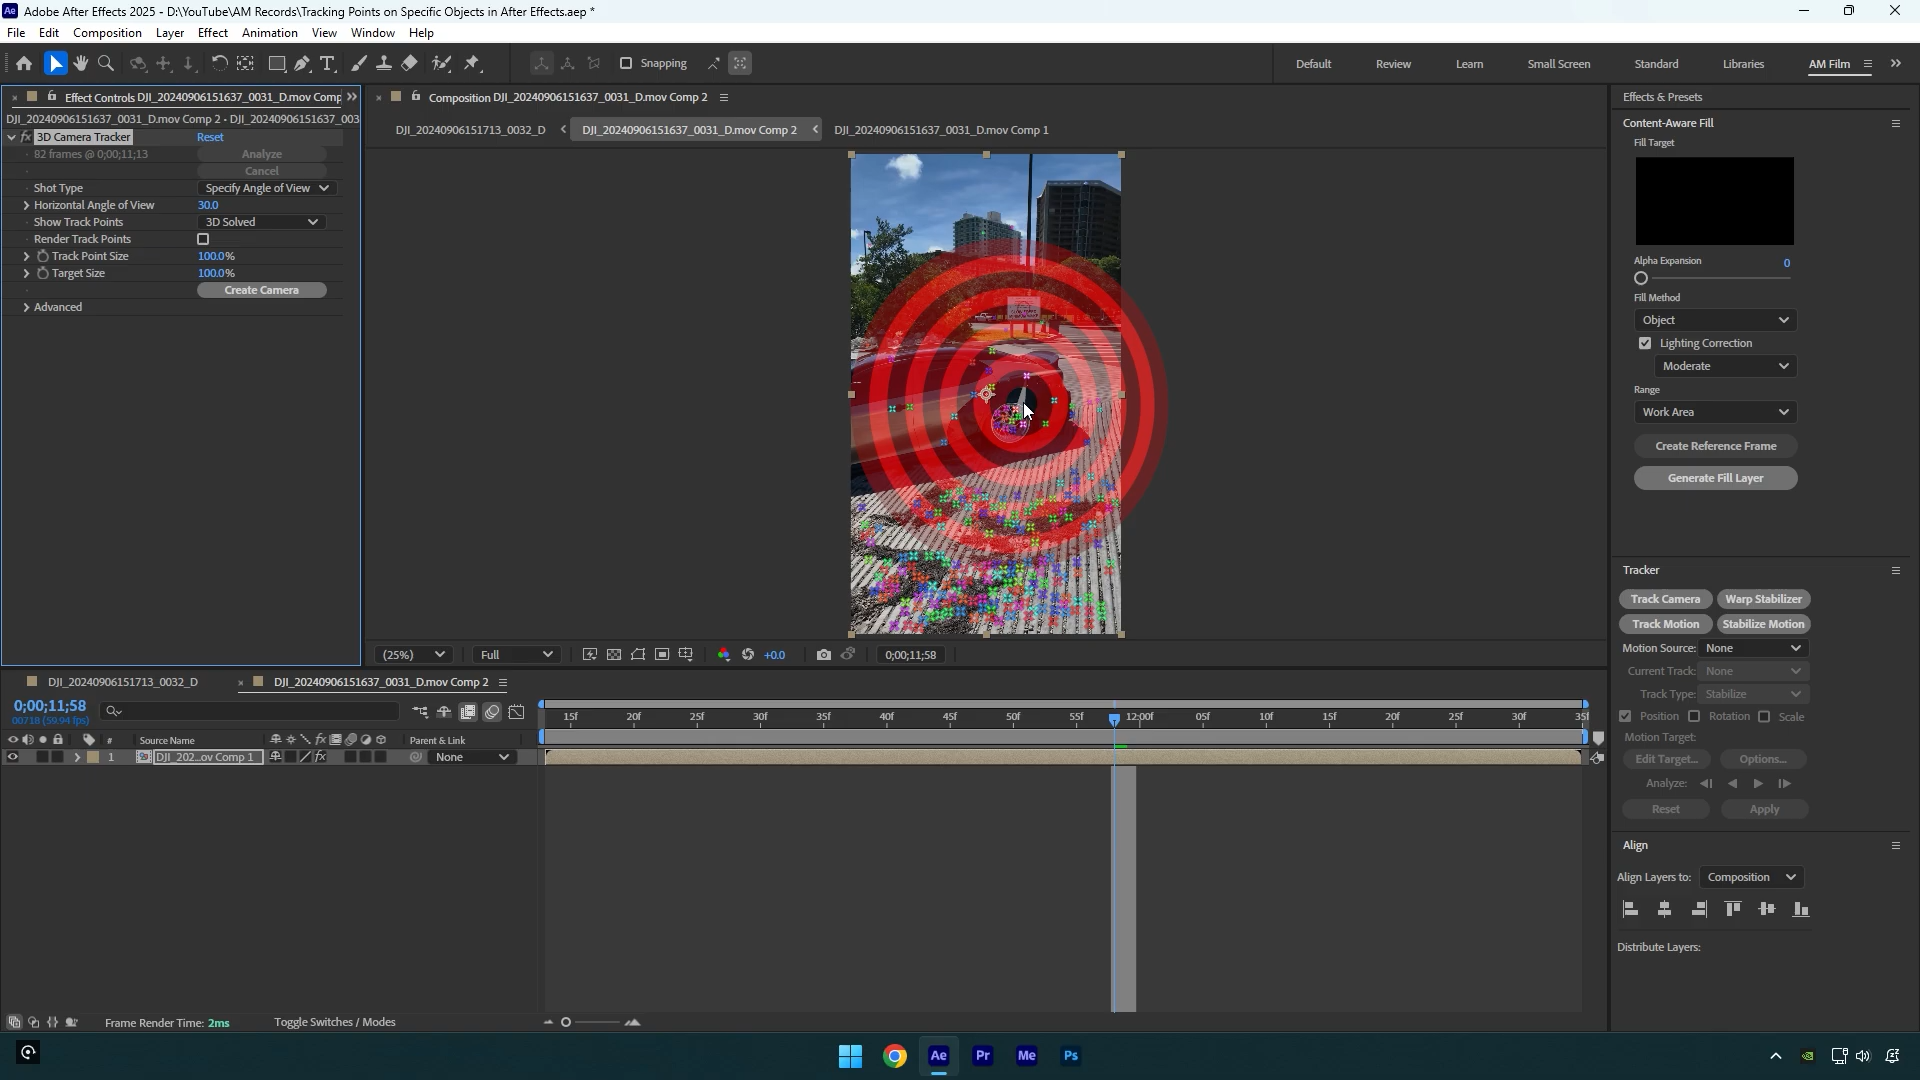 Adobe After Effects 2025 - D:\YouTube\AM Records\Tracking Points on Specific Objects in After Effects.aep *
File Edit Composition Layer Effect Animation View Window Help
Snapping
Default Review Learn Small Screen Standard Libraries AM Film
Effect Controls DJI_20240906151637_0031_D.mov Comp
DJI_20240906151637_0031_D.mov Comp 2 - DJI_20240906151637_003
3D Camera Tracker Reset
82 frames @ 0;00;11;13 Analyze
Cancel
Shot Type Specify Angle of View
Horizontal Angle of View 30.0
Show Track Points 3D Solved
Render Track Points
Track Point Size 100.0%
Target Size 100.0%
Create Camera
Advanced
Composition DJI_20240906151637_0031_D.mov Comp 2
DJI_20240906151713_0032_D DJI_20240906151637_0031_D.mov Comp 2 DJI_20240906151637_0031_D.mov Comp 1
(25%) Full +0.0 0;00;11;58
Effects & Presets
Content-Aware Fill
Fill Target
Alpha Expansion 0
Fill Method
Object
Lighting Correction
Moderate
Range
Work Area
Create Reference Frame
Generate Fill Layer
Tracker
Track Camera Warp Stabilizer
Track Motion Stabilize Motion
Motion Source: None
Current Track: None
Track Type: Stabilize
Position Rotation Scale
Motion Target:
Edit Target... Options...
Analyze:
Reset Apply
Align
Align Layers to: Composition
Distribute Layers:
DJI_20240906151713_0032_D DJI_20240906151637_0031_D.mov Comp 2
0;00;11;58
00718 (59.94 fps)
15f 20f 25f 30f 35f 40f 45f 50f 55f 12:00f 05f 10f 15f 20f 25f 30f 35f
# Source Name fx Parent & Link
1 DJI_202...ov Comp 1 fx None
Frame Render Time: 2ms Toggle Switches / Modes
Ae Pr Me Ps